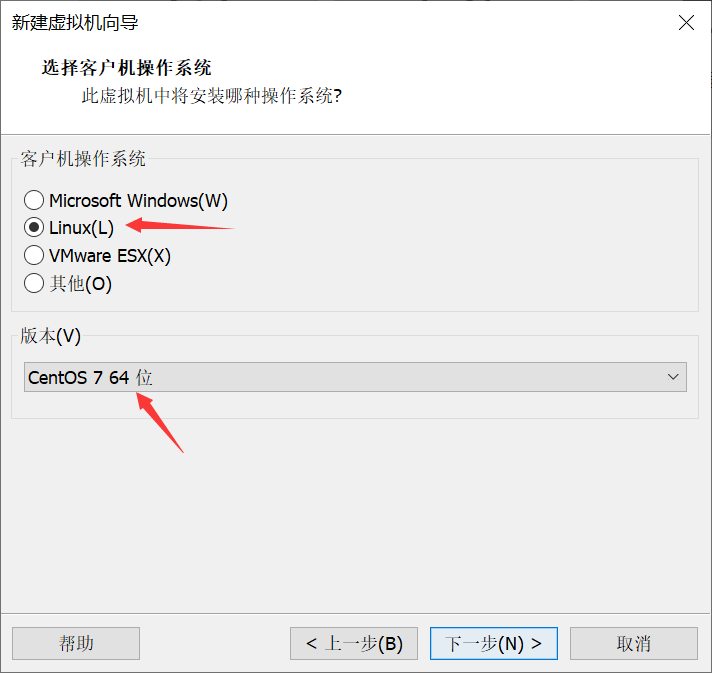 新建虚拟机向导
选择客户机操作系统
此虚拟机中将安装哪种操作系统?
客户机操作系统
Microsoft Windows(W)
Linux(L)
VMware ESX(X)
其他(O)
版本(V)
CentOS 7 64 位
帮助
< 上一步(B)
下一步(N) >
取消